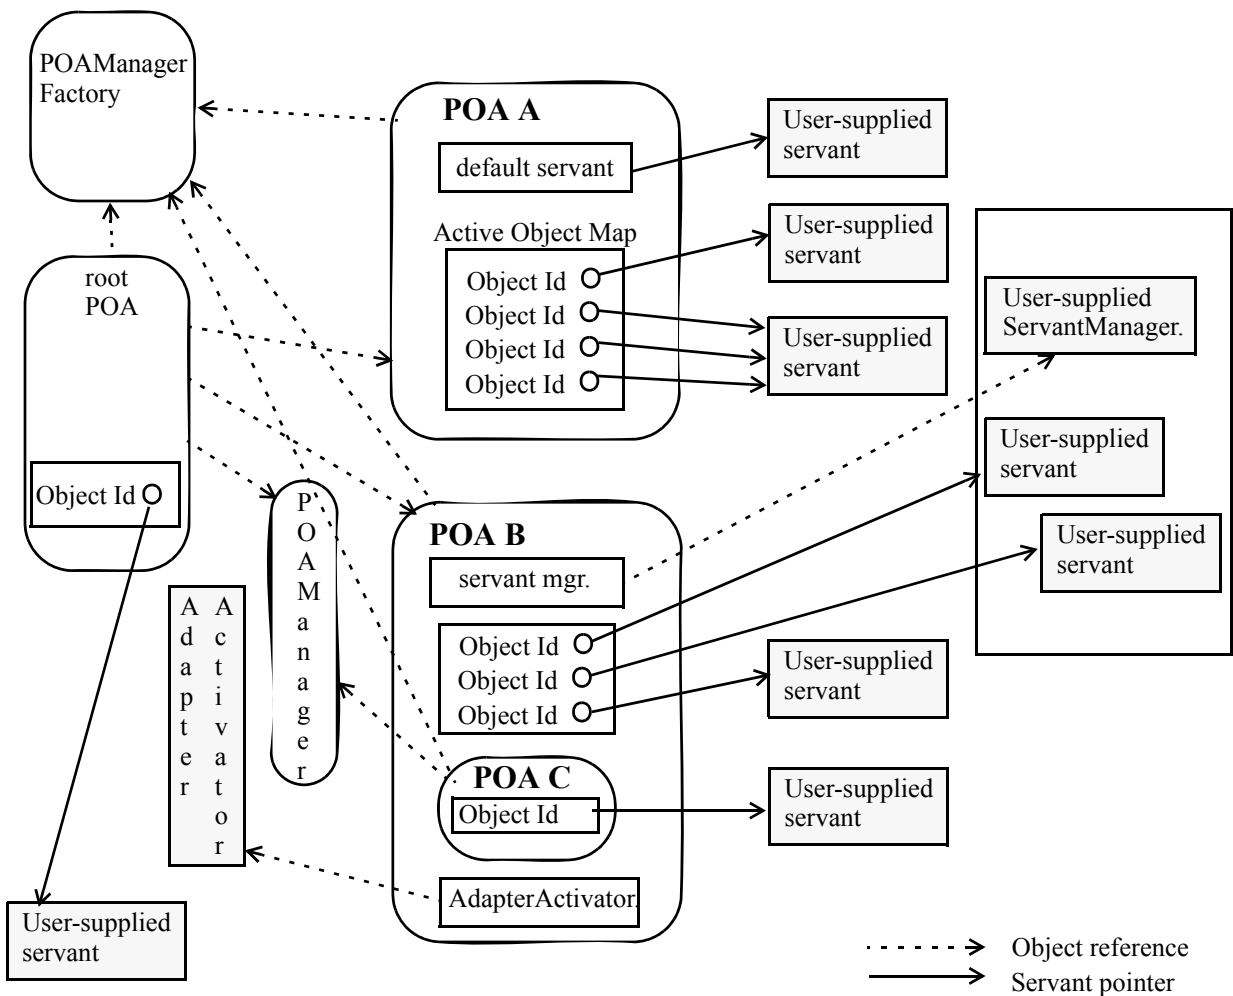 POAManager
Factory
POA A
default servant
User-supplied
servant
Active Object Map
User-supplied
servant
Object Id
Object Id
Object Id
Object Id
User-supplied
servant
root
POA
Object Id
User-supplied
ServantManager.
User-supplied
servant
User-supplied
servant
POAManager
POA B
servant mgr.
Object Id
Object Id
Object Id
User-supplied
servant
Adapter
Activator
POA C
Object Id
User-supplied
servant
AdapterActivator.
User-supplied
servant
Object reference
Servant pointer